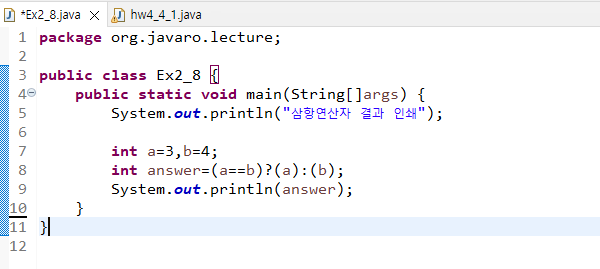 *Ex2_8.java hw4_4_1.java
1 package org.javaro.lecture;
2
3 public class Ex2_8 {
4 public static void main(String[]args) {
5 System.out.println("삼항연산자 결과 인쇄");
6
7 int a=3,b=4;
8 int answer=(a==b)?(a):(b);
9 System.out.println(answer);
10 }
11 }
12